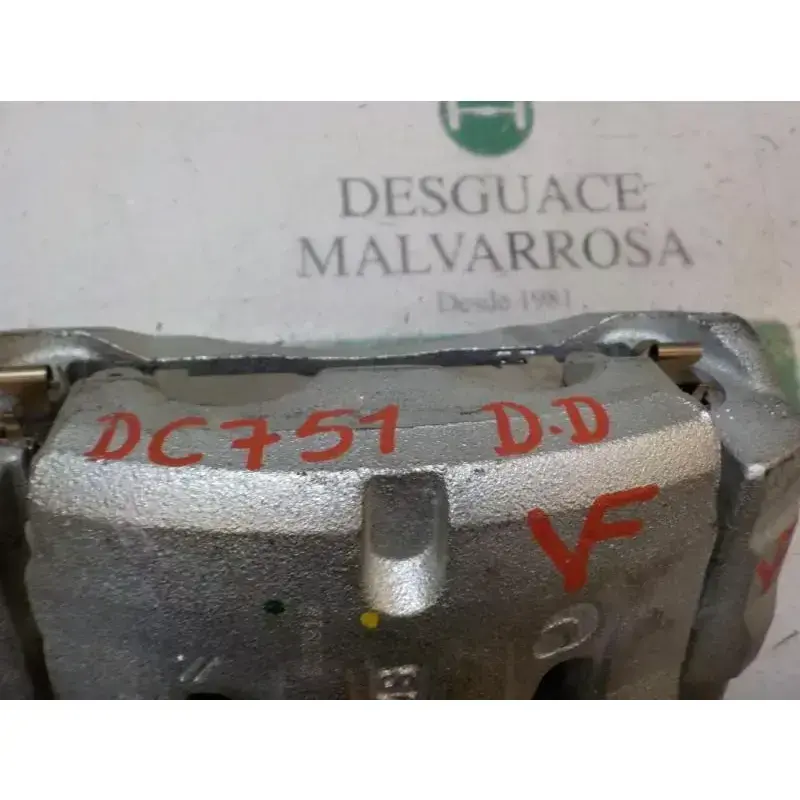 DESGUACE
MALVARROSA
Desde 1981
DC751 D.D
VF